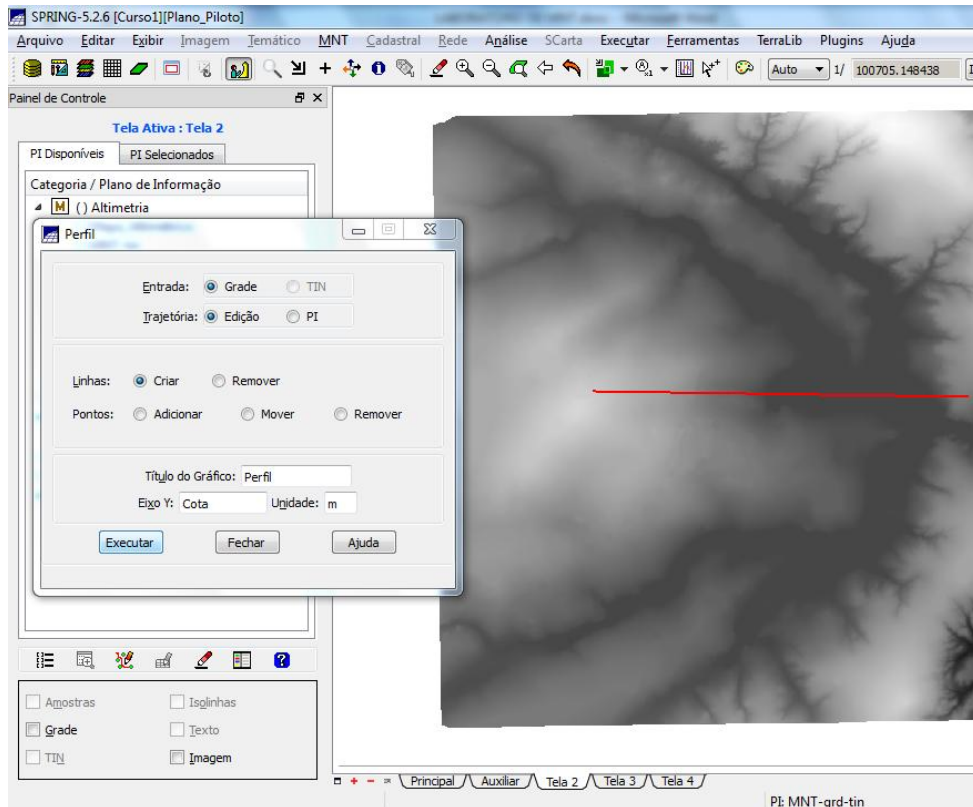 SPRING-5.2.6 [Curso1][Plano_Piloto]
Arquivo Editar Exibir Imagem Temático MNT Cadastral Rede Análise SCarta Executar Ferramentas TerraLib Plugins Ajuda
Auto 1/ 100705.148438
Painel de Controle
Tela Ativa : Tela 2
PI Disponíveis PI Selecionados
Categoria / Plano de Informação
M () Altimetria
Perfil
Entrada: Grade TIN
Trajetória: Edição PI
Linhas: Criar Remover
Pontos: Adicionar Mover Remover
Título do Gráfico: Perfil
Eixo Y: Cota Unidade: m
Executar Fechar Ajuda
Amostras Isolinhas
Grade Texto
TIN Imagem
Principal Auxiliar Tela 2 Tela 3 Tela 4
PI: MNT-grd-tin